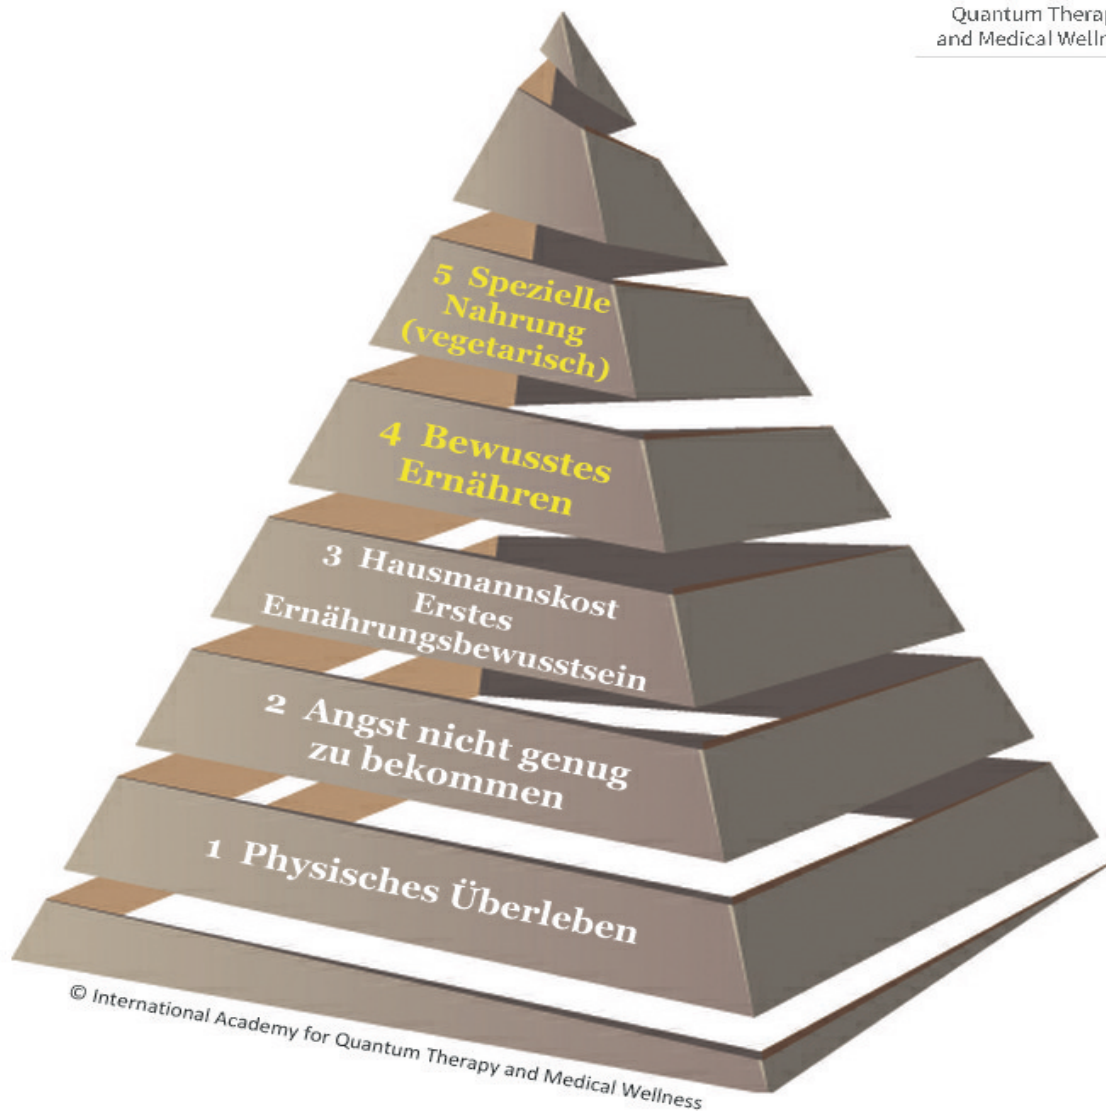 Quantum Therap
and Medical Welln
5 Spezielle
Nahrung
(vegetarisch)
4 Bewusstes
Ernähren
3 Hausmannskost
Erstes
Ernährungsbewusstsein
2 Angst nicht genug
zu bekommen
1 Physisches Überleben
© International Academy for Quantum Therapy and Medical Wellness